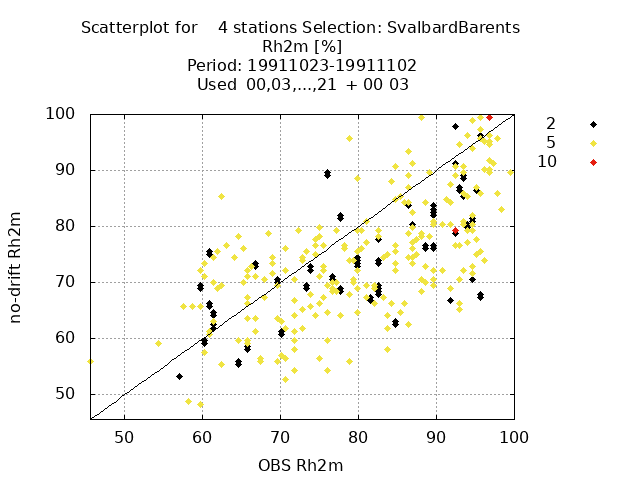 Scatterplot for    4 stations Selection: SvalbardBarents
Rh2m [%]
Period: 19911023-19911102
Used  00,03,...,21  + 00 03
2
5
10
100
90
80
70
60
50
no-drift Rh2m
50 60 70 80 90 100
OBS Rh2m